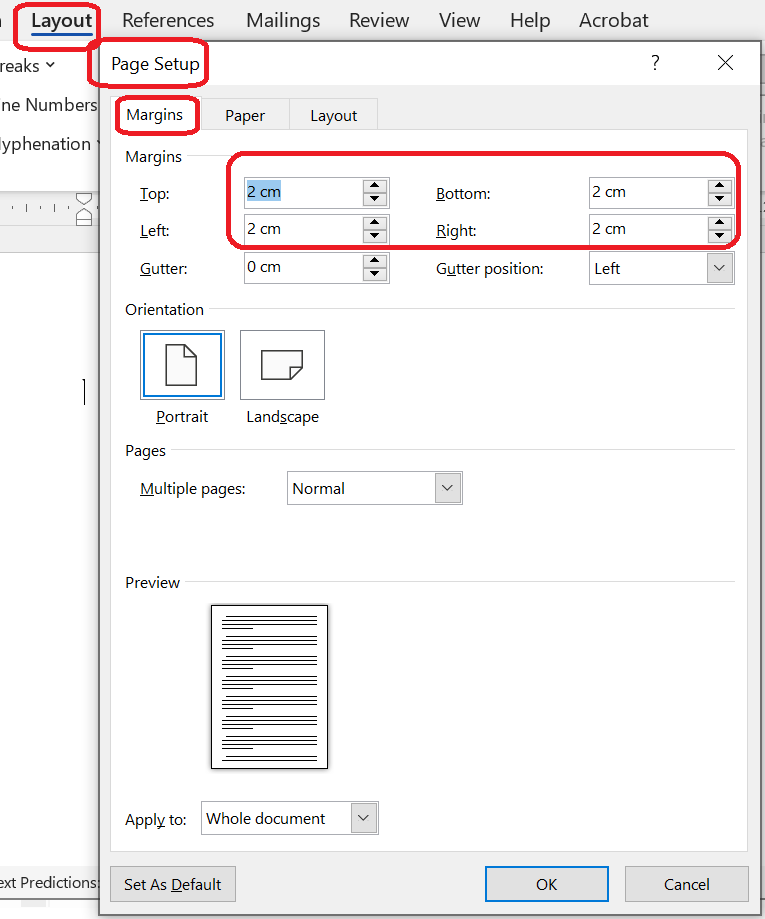 Layout References Mailings Review View Help Acrobat
Page Setup ?
reaks
ne Numbers
yphenation
Margins Paper Layout
Margins
Top: 2 cm Bottom: 2 cm
Left: 2 cm Right: 2 cm
Gutter: 0 cm Gutter position: Left
Orientation
Portrait Landscape
Pages
Multiple pages: Normal
Preview
Apply to: Whole document
ext Predictions:
Set As Default OK Cancel